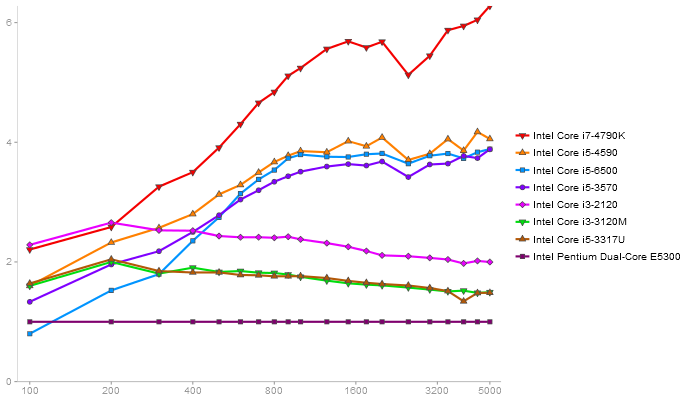 6
4
2
0
100
200
400
800
1600
3200
5000
Intel Core i7-4790K
Intel Core i5-4590
Intel Core i5-6500
Intel Core i5-3570
Intel Core i3-2120
Intel Core i3-3120M
Intel Core i5-3317U
Intel Pentium Dual-Core E5300